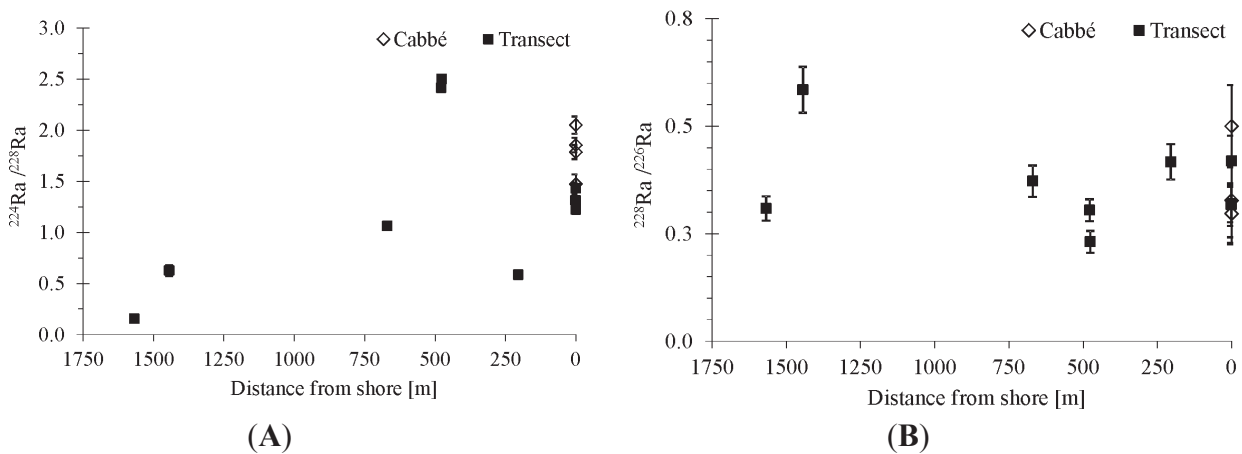 ◇ Cabbé ■ Transect
3.0
2.5
2.0
1.5
1.0
0.5
0.0
²²⁴Ra /²²⁸Ra
1750 1500 1250 1000 750 500 250 0
Distance from shore [m]
(A)
◇ Cabbé ■ Transect
0.8
0.5
0.3
0.0
²²⁸Ra /²²⁶Ra
1750 1500 1250 1000 750 500 250 0
Distance from shore [m]
(B)